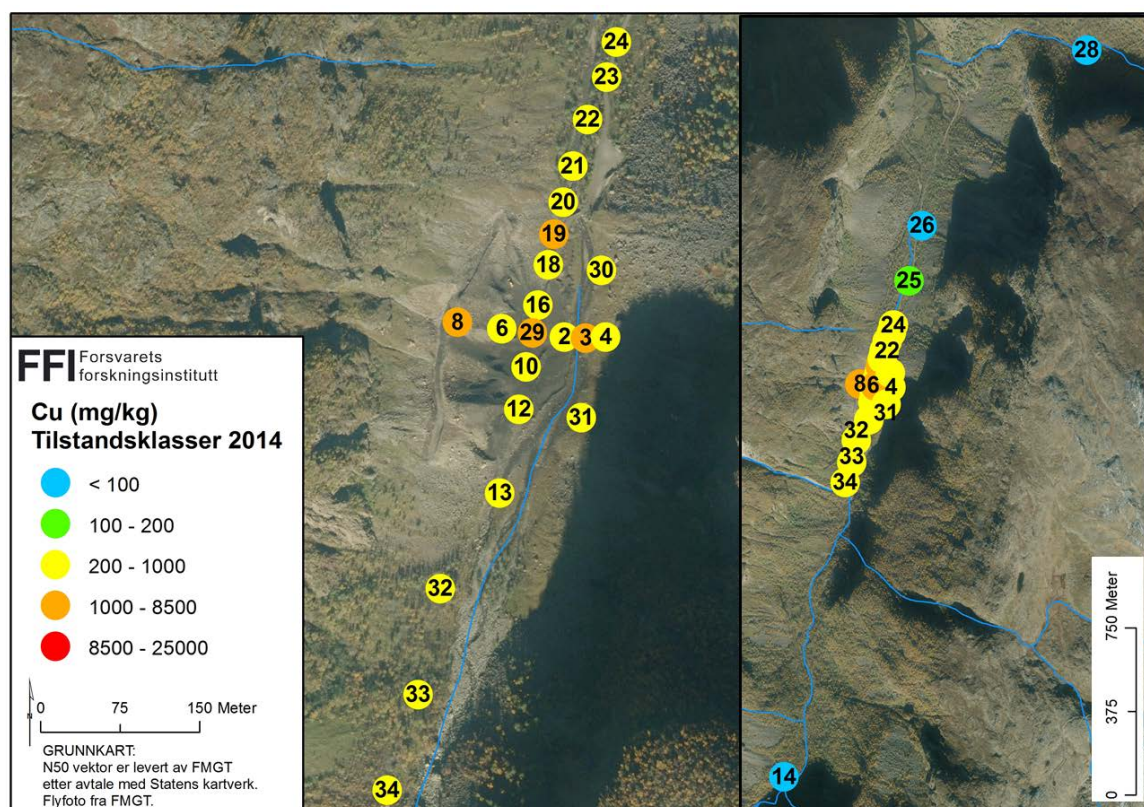 24
23
22
21
20
19
18
30
16
8
6
29
2
3
4
10
12
31
13
32
33
34
FFI Forsvarets
forskningsinstitutt
Cu (mg/kg)
Tilstandsklasser 2014
< 100
100 - 200
200 - 1000
1000 - 8500
8500 - 25000
N
0 75 150 Meter
GRUNNKART:
N50 vektor er levert av FMGT
etter avtale med Statens kartverk.
Flyfoto fra FMGT.
28
26
25
24
22
8
6
4
31
32
33
34
14
750 Meter
375
0